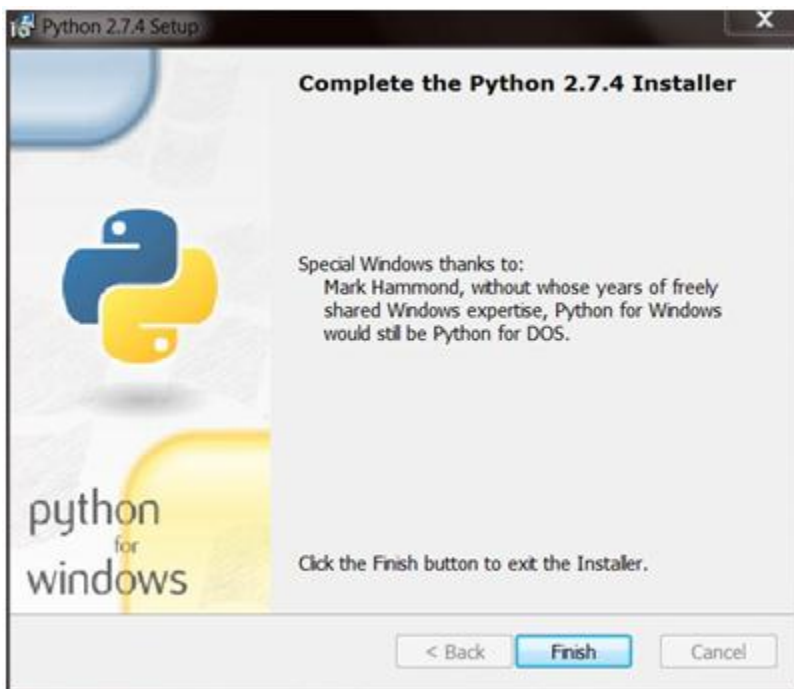 Python 2.7.4 Setup
Complete the Python 2.7.4 Installer
Special Windows thanks to:
Mark Hammond, without whose years of freely
shared Windows expertise, Python for Windows
would still be Python for DOS.
python
for
windows
Click the Finish button to exit the Installer.
< Back
Finish
Cancel